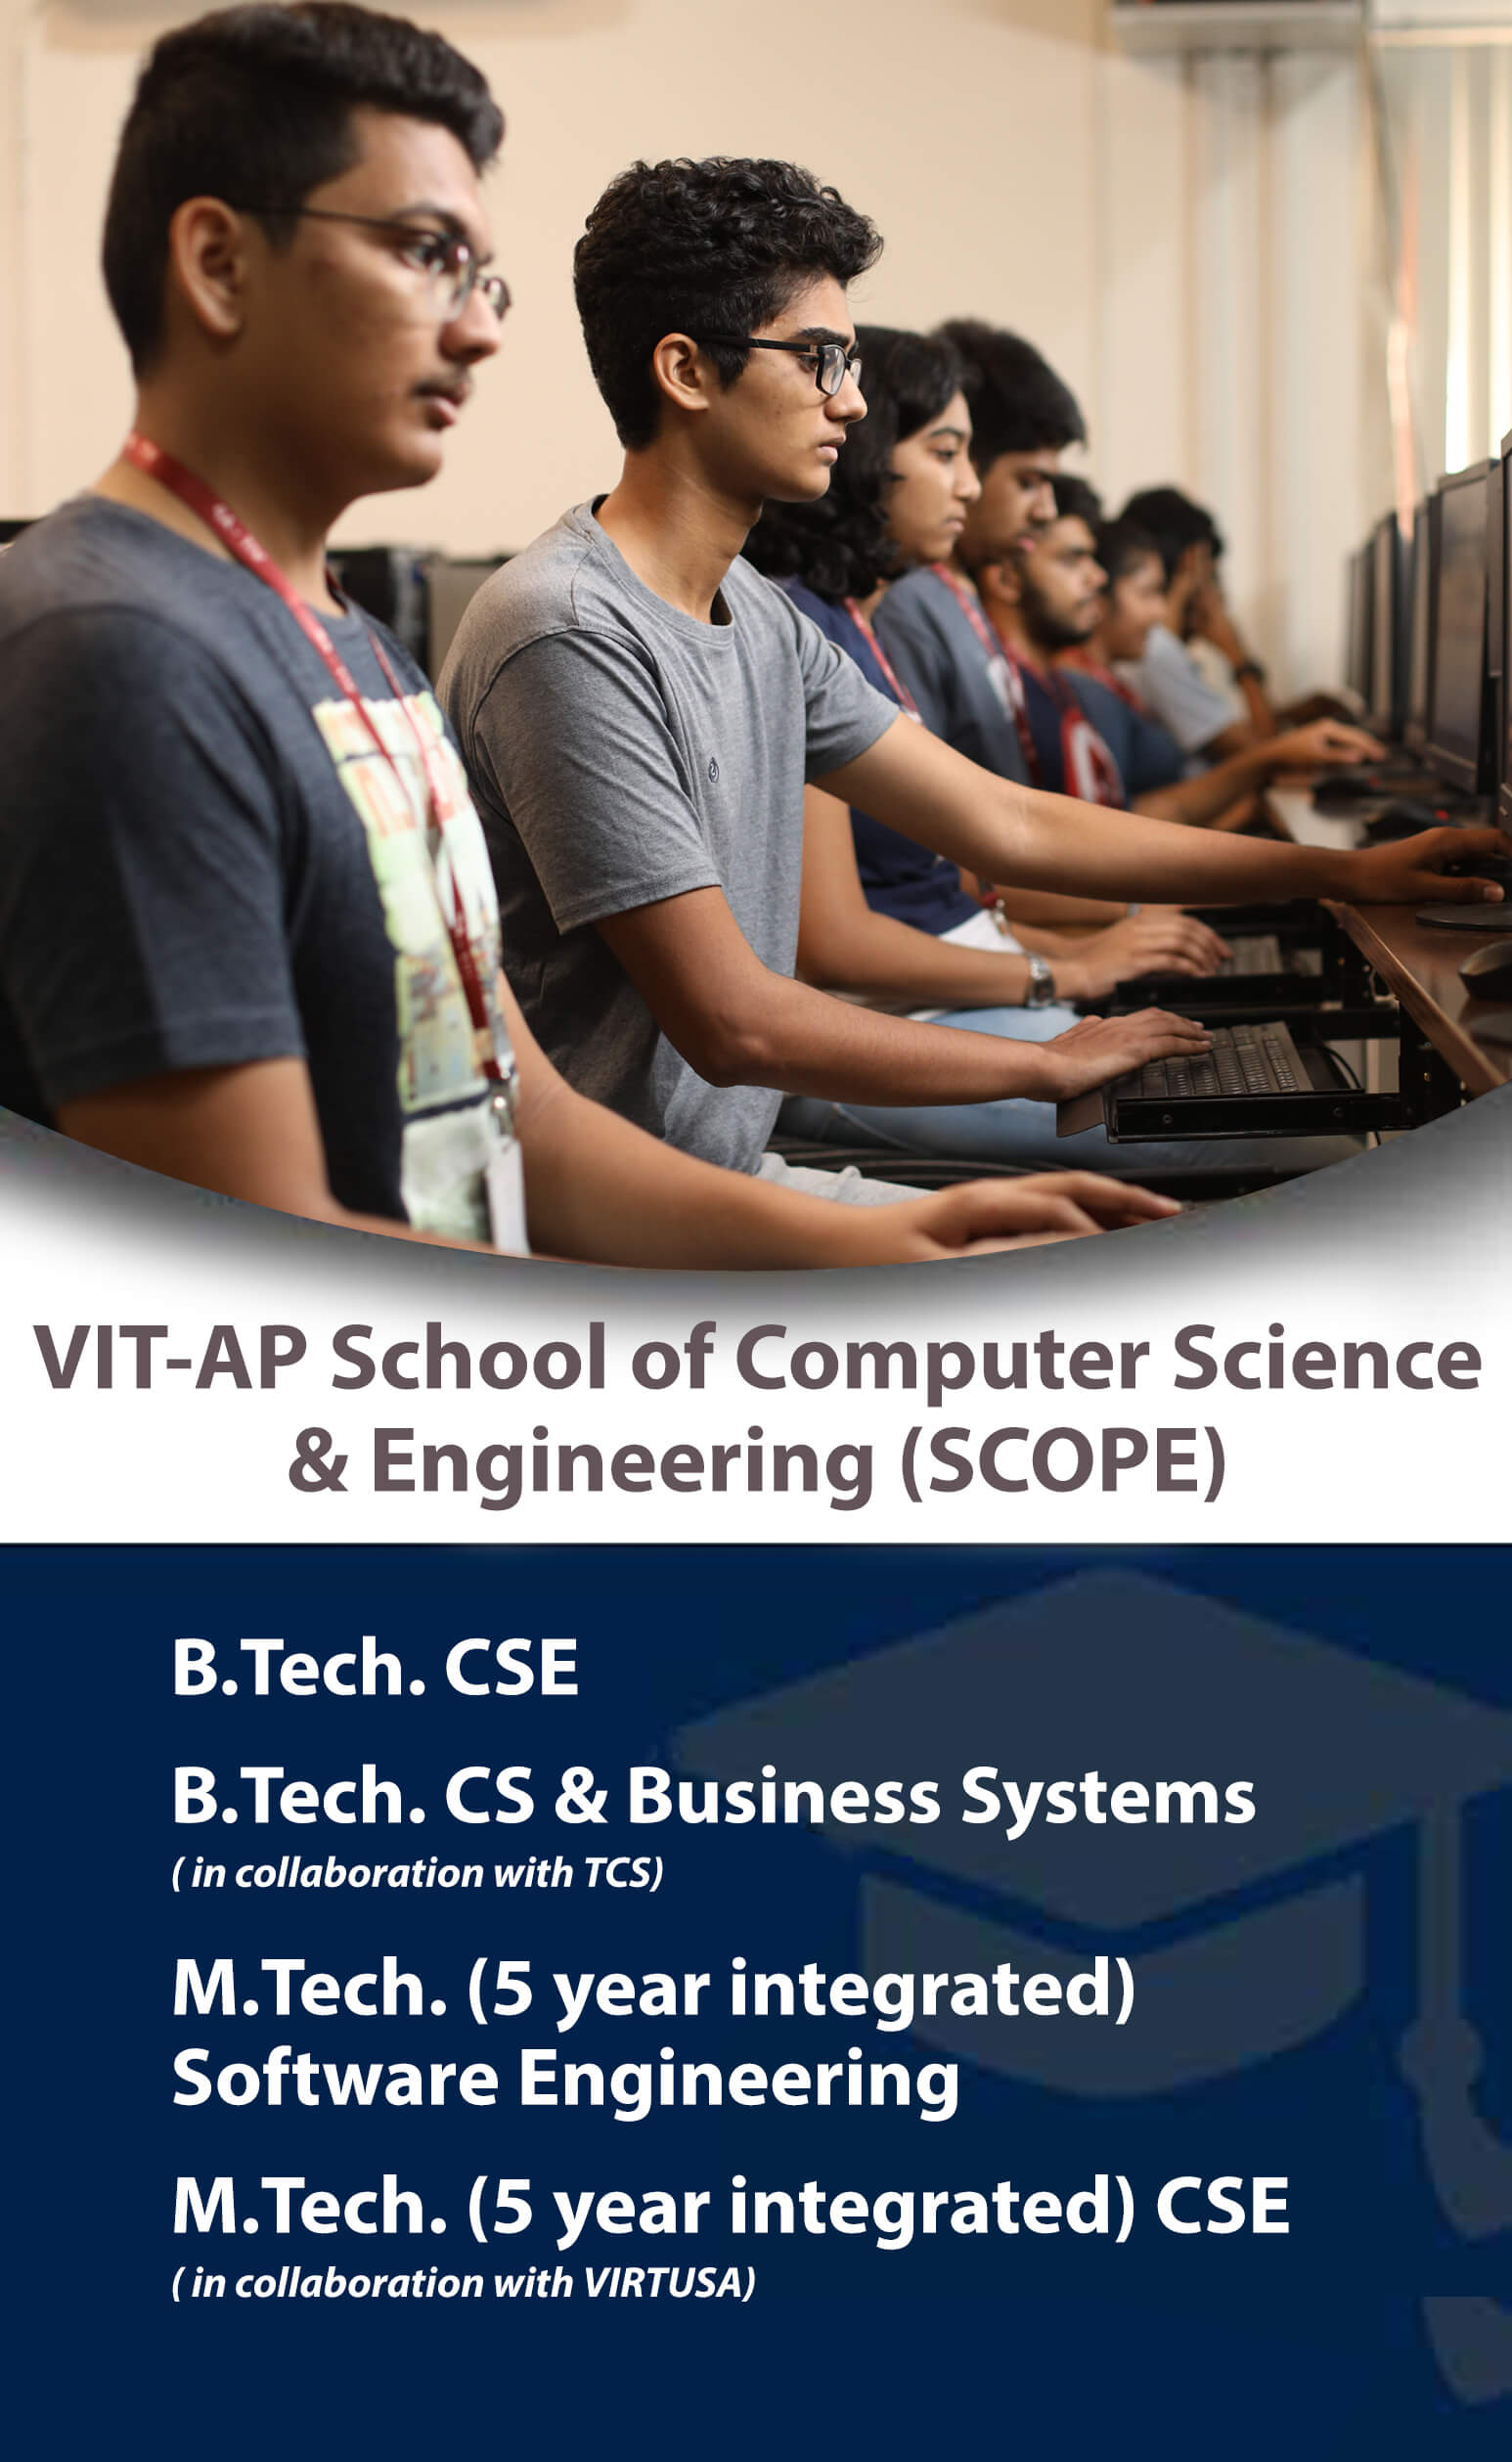 VIT-AP School of Computer Science
& Engineering (SCOPE)
B.Tech. CSE
B.Tech. CS & Business Systems
( in collaboration with TCS)
M.Tech. (5 year integrated)
Software Engineering
M.Tech. (5 year integrated) CSE
( in collaboration with VIRTUSA)